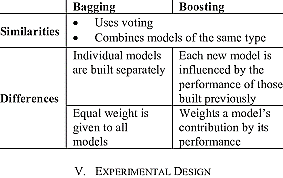 Bagging Boosting
Similarities
• Uses voting
• Combines models of the same type
Differences
Individual models
are built separately
Each new model is
influenced by the
performance of those
built previously
Equal weight is
given to all
models
Weights a model's
contribution by its
performance
V. EXPERIMENTAL DESIGN